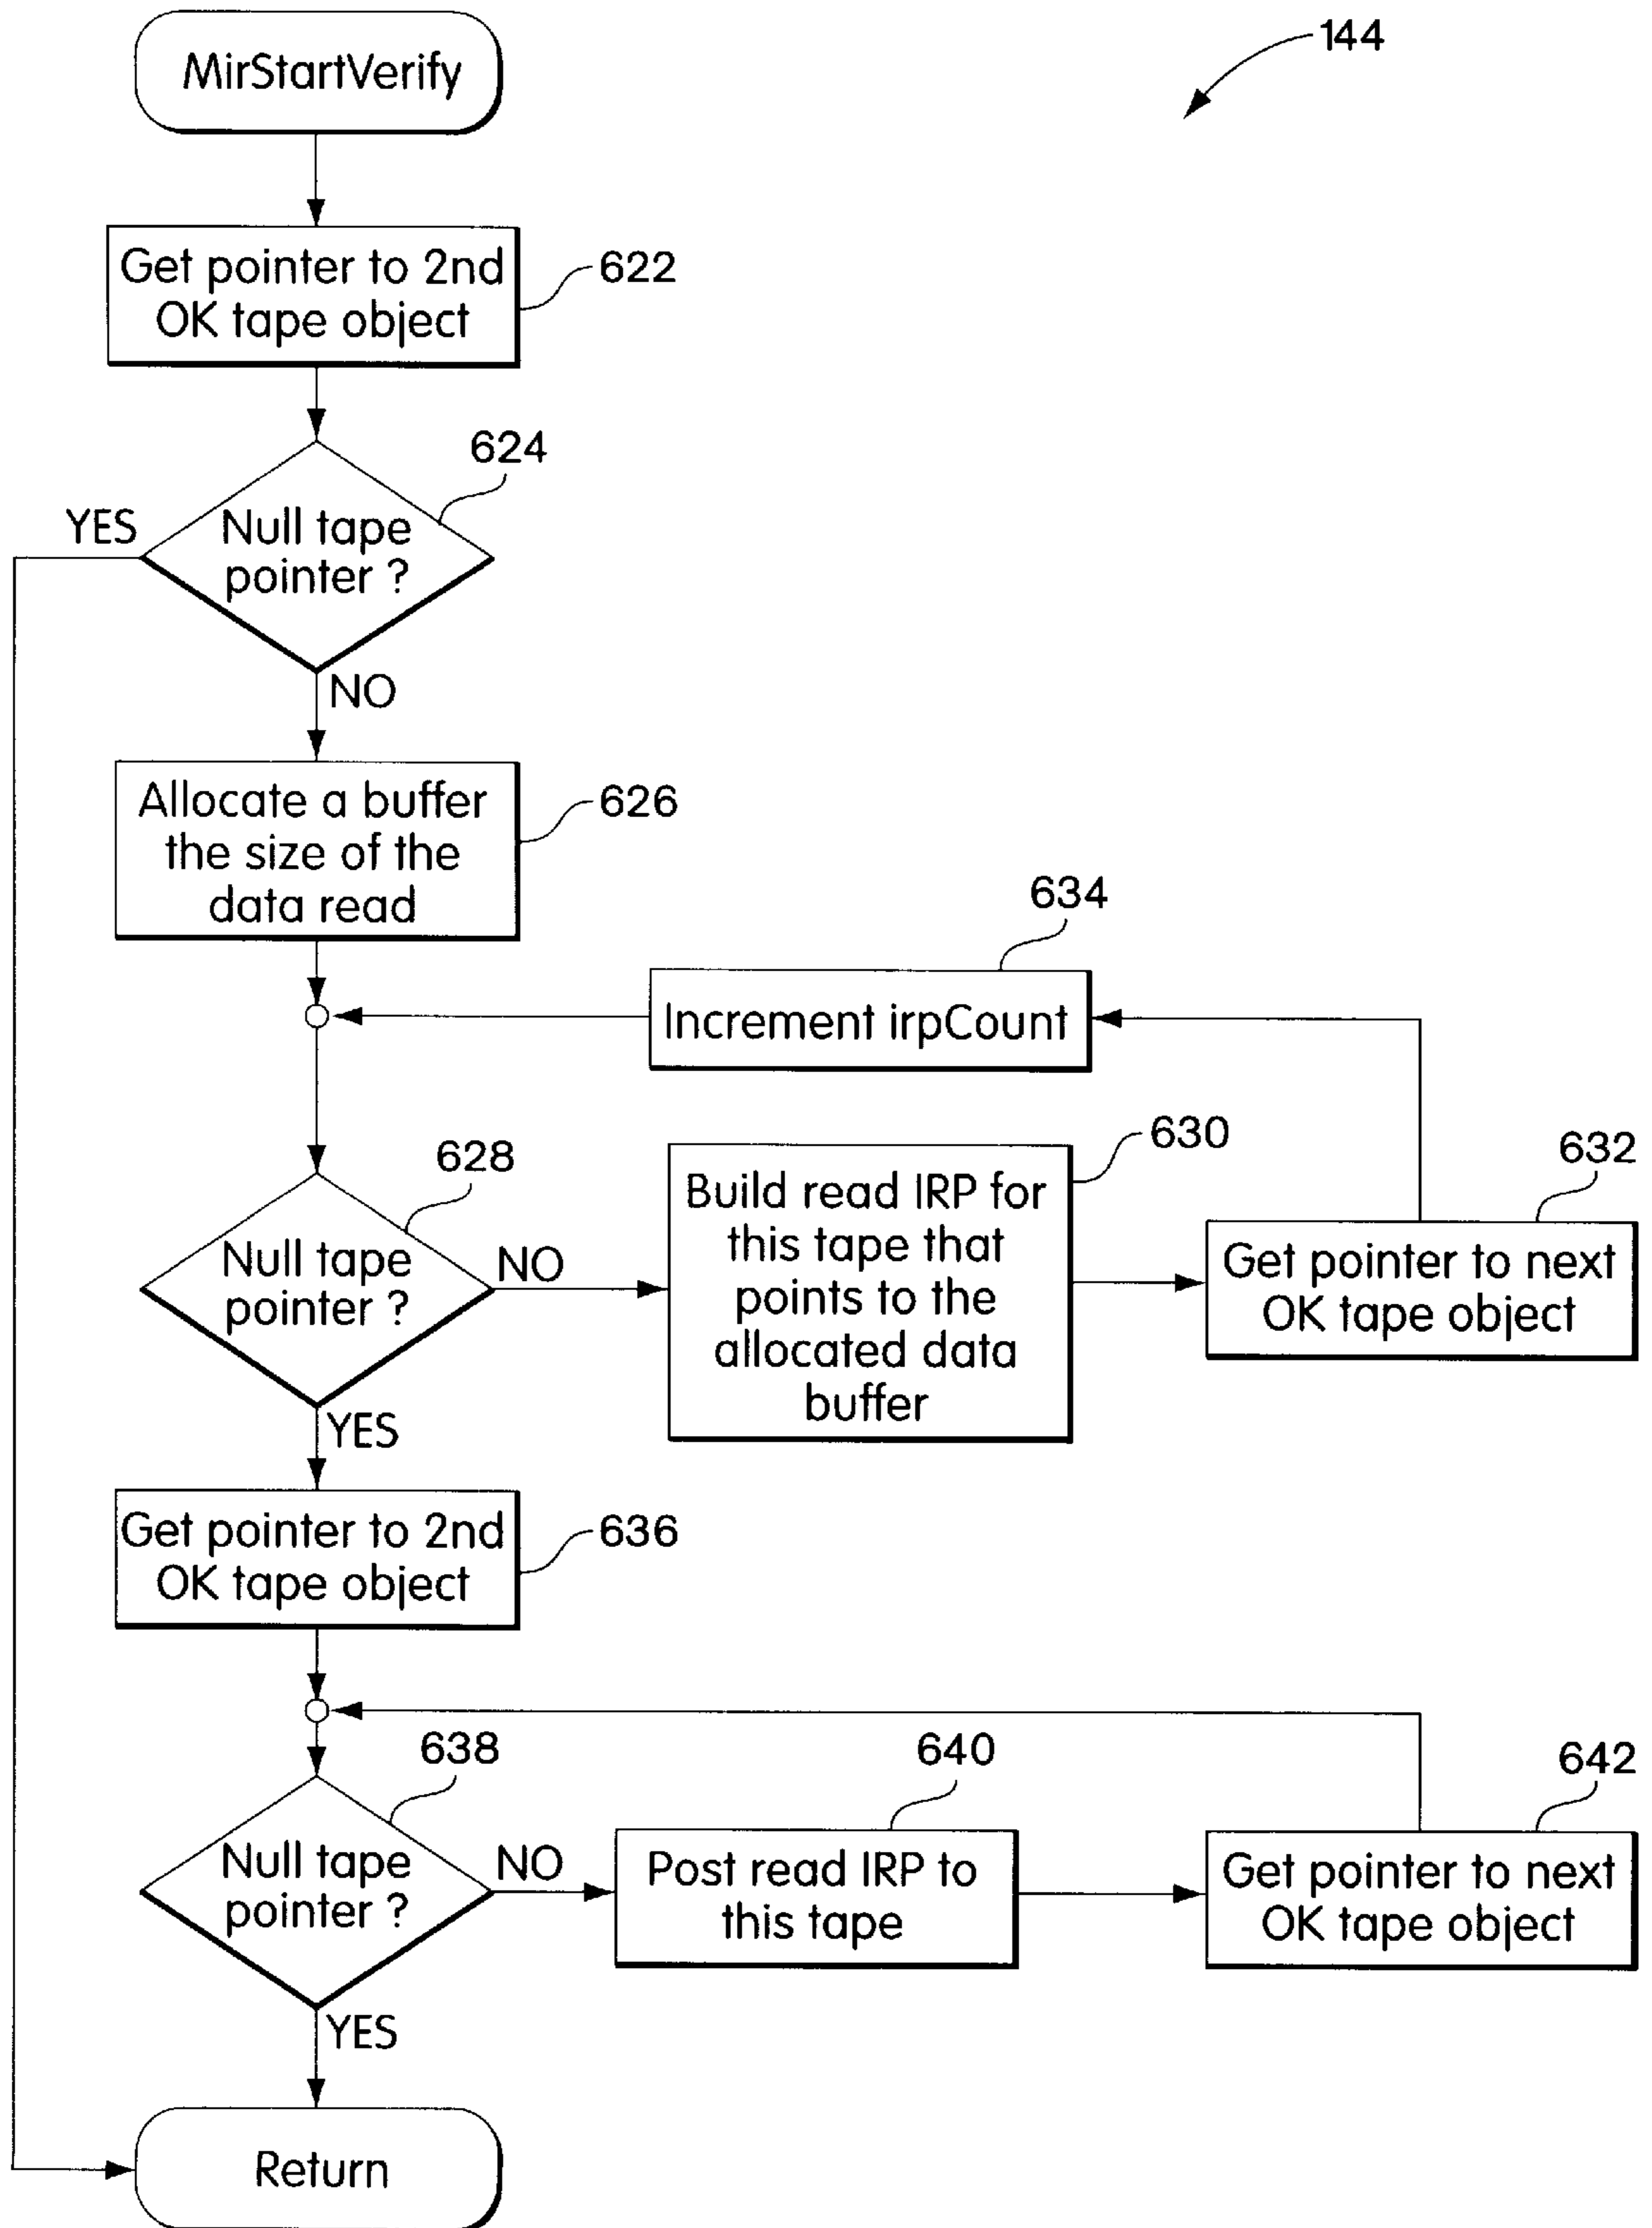 MirStartVerify
144
Get pointer to 2nd
OK tape object
622
624
YES
Null tape
pointer ?
NO
Allocate a buffer
the size of the
data read
626
634
Increment irpCount
628
Null tape
pointer ?
NO
630
Build read IRP for
this tape that
points to the
allocated data
buffer
632
Get pointer to next
OK tape object
YES
Get pointer to 2nd
OK tape object
636
638
Null tape
pointer ?
NO
640
Post read IRP to
this tape
642
Get pointer to next
OK tape object
YES
Return